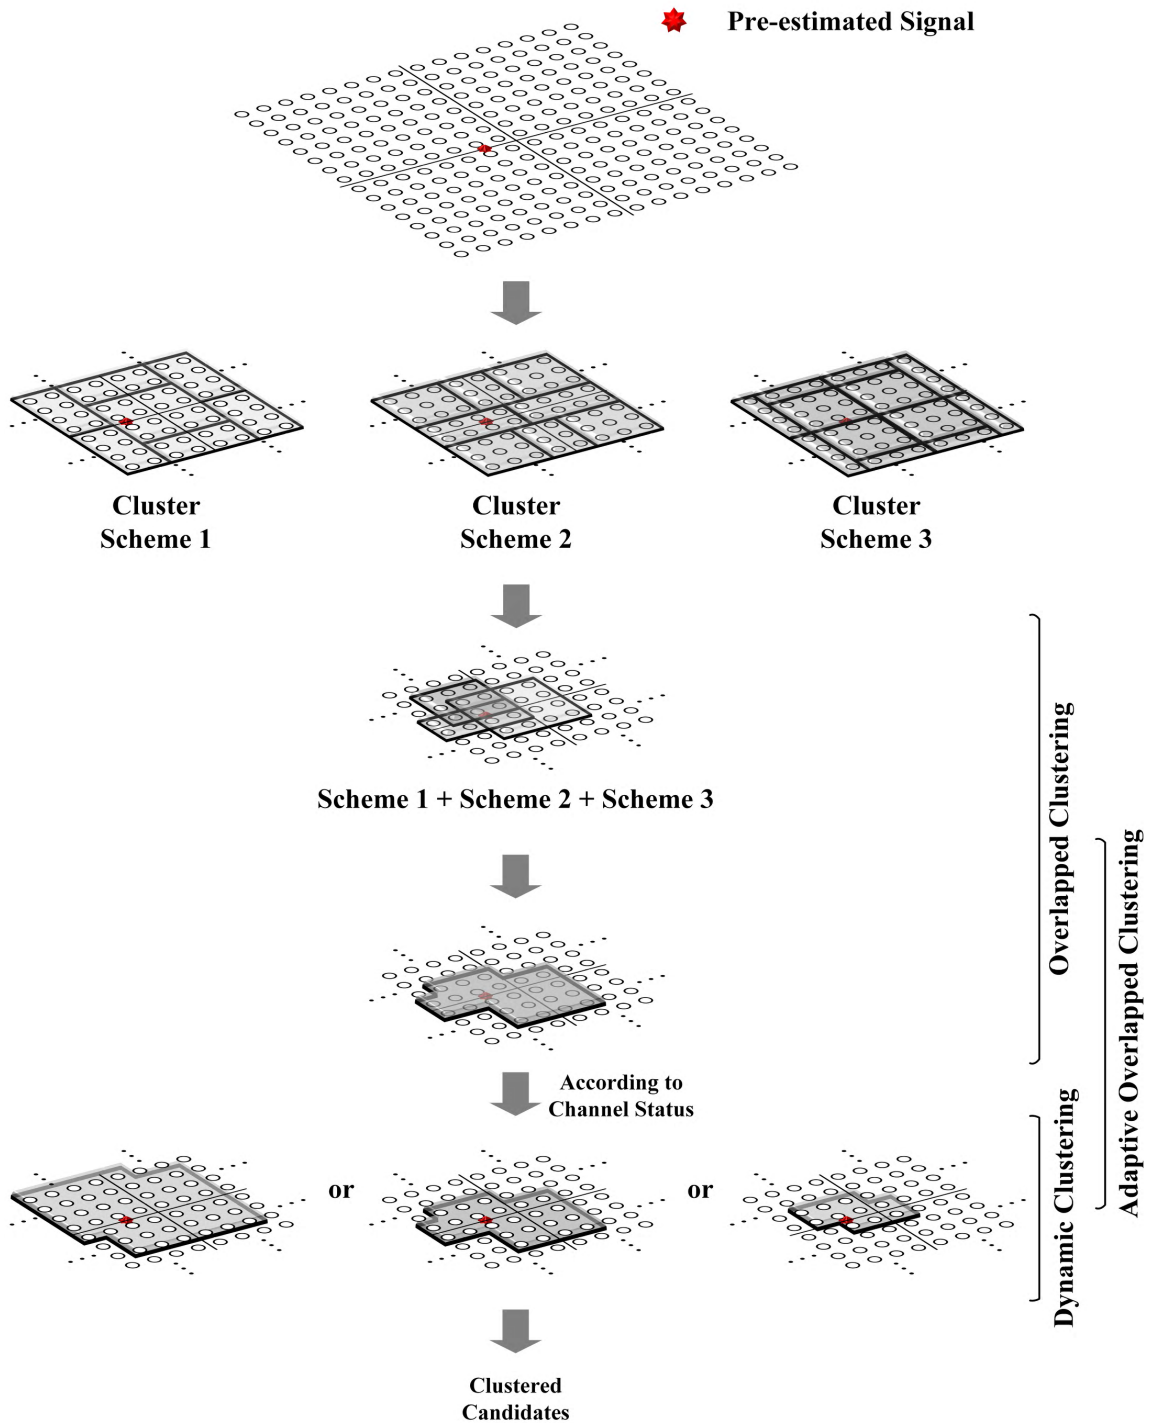 Pre-estimated Signal
Cluster
Scheme 1
Cluster
Scheme 2
Cluster
Scheme 3
Scheme 1 + Scheme 2 + Scheme 3
Overlapped Clustering
Adaptive Overlapped Clustering
According to
Channel Status
or
or
Dynamic Clustering
Clustered
Candidates